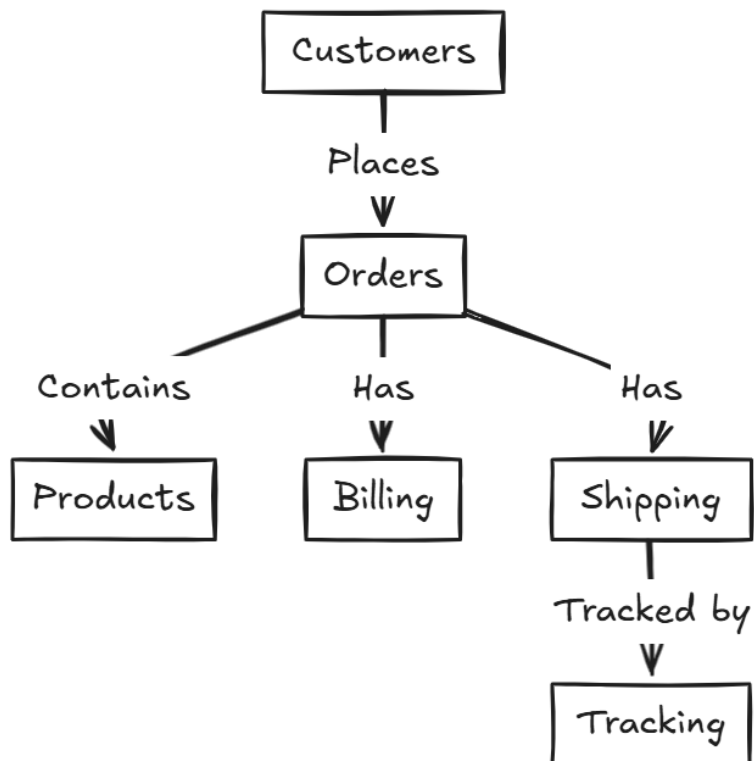 Customers
Places
Orders
Contains
Has
Has
Products
Billing
Shipping
Tracked by
Tracking